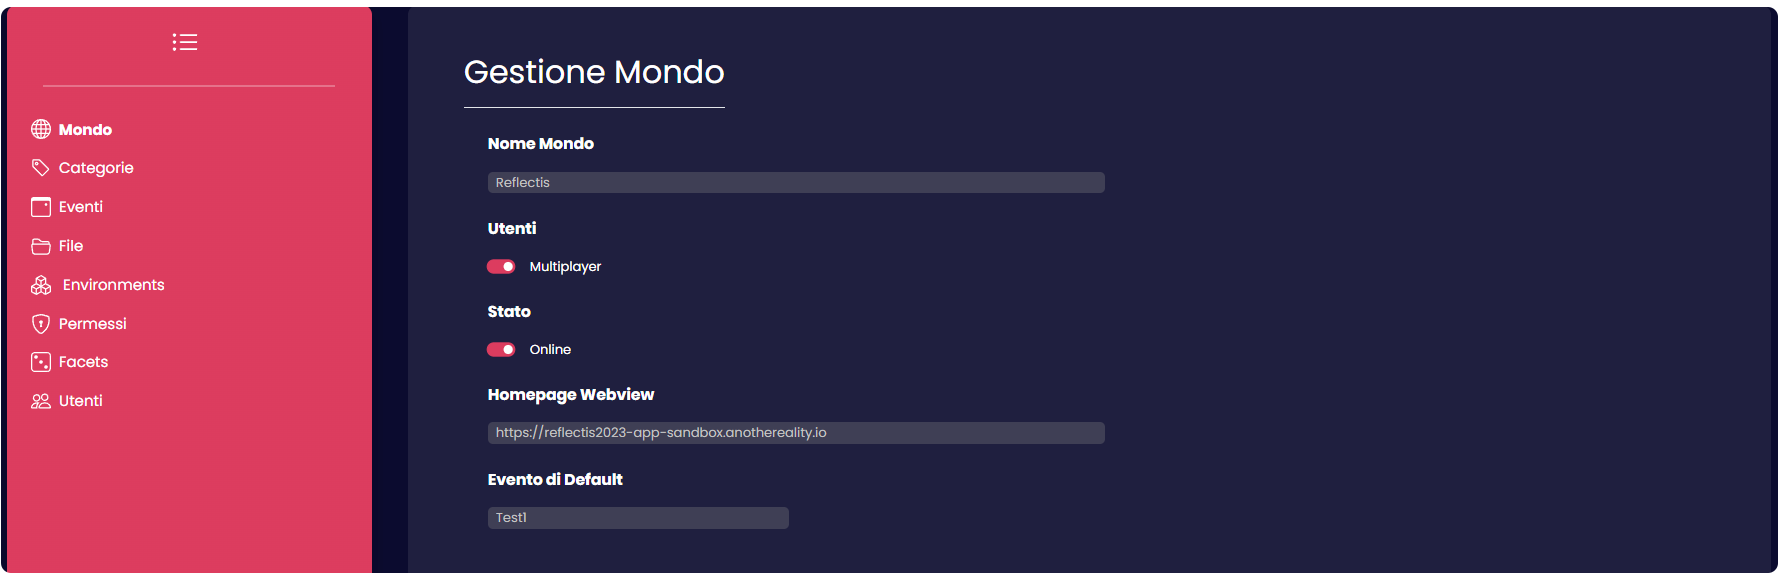 Mondo
Categorie
Eventi
File
Environments
Permessi
Facets
Utenti
Gestione Mondo
Nome Mondo
Reflectis
Utenti
Multiplayer
Stato
Online
Homepage Webview
https://reflectis2023-app-sandbox.anothereality.io
Evento di Default
Test1